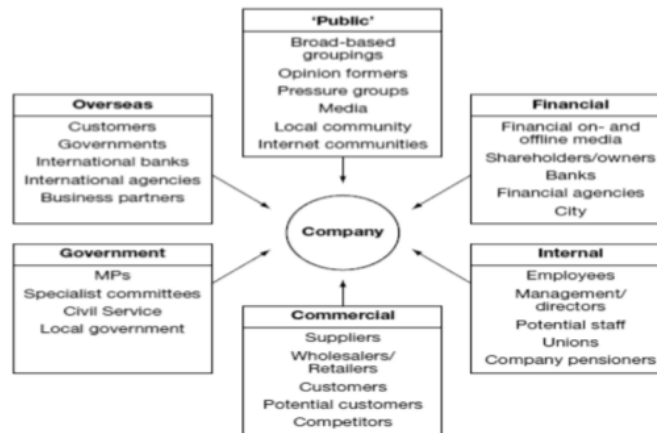 'Public'
Broad-based
groupings
Opinion formers
Pressure groups
Media
Local community
Internet communities
Overseas
Customers
Governments
International banks
International agencies
Business partners
Financial
Financial on- and
offline media
Shareholders/owners
Banks
Financial agencies
City
Company
Government
MPs
Specialist committees
Civil Service
Local government
Commercial
Suppliers
Wholesalers/
Retailers
Customers
Potential customers
Competitors
Internal
Employees
Management/
directors
Potential staff
Unions
Company pensioners